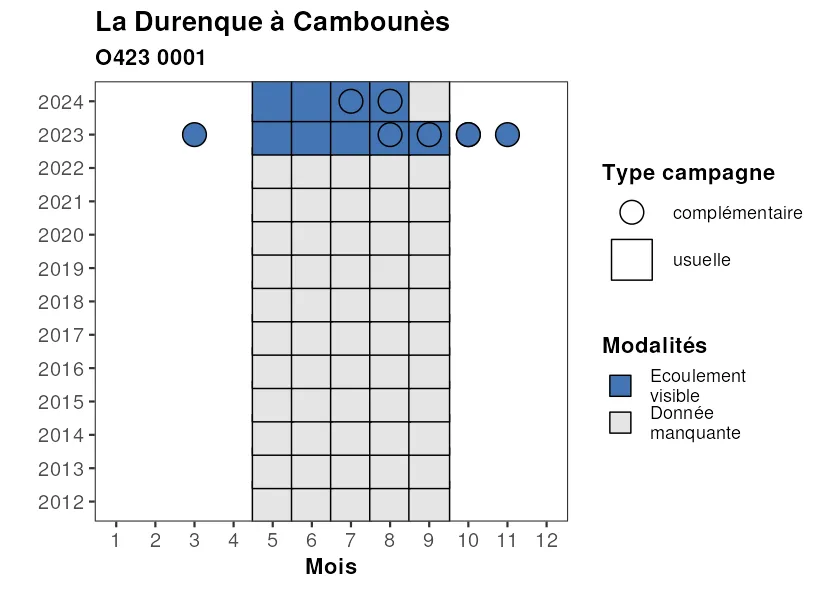 La Durenque à Cambounès
O423 0001
2024
2023
2022
2021
2020
2019
2018
2017
2016
2015
2014
2013
2012
1 2 3 4 5 6 7 8 9 10 11 12
Mois
Type campagne
complémentaire
usuelle
Modalités
Ecoulement
visible
Donnée
manquante